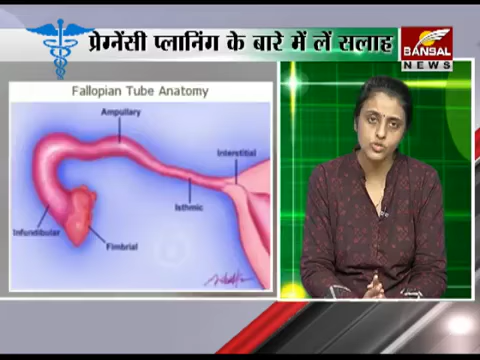 प्रेग्नेंसी प्लानिंग के बारे में लें सलाह
BANSAL
NEWS
Fallopian Tube Anatomy
Ampullary
Interstitial
Isthmic
Infundibular
Fimbrial